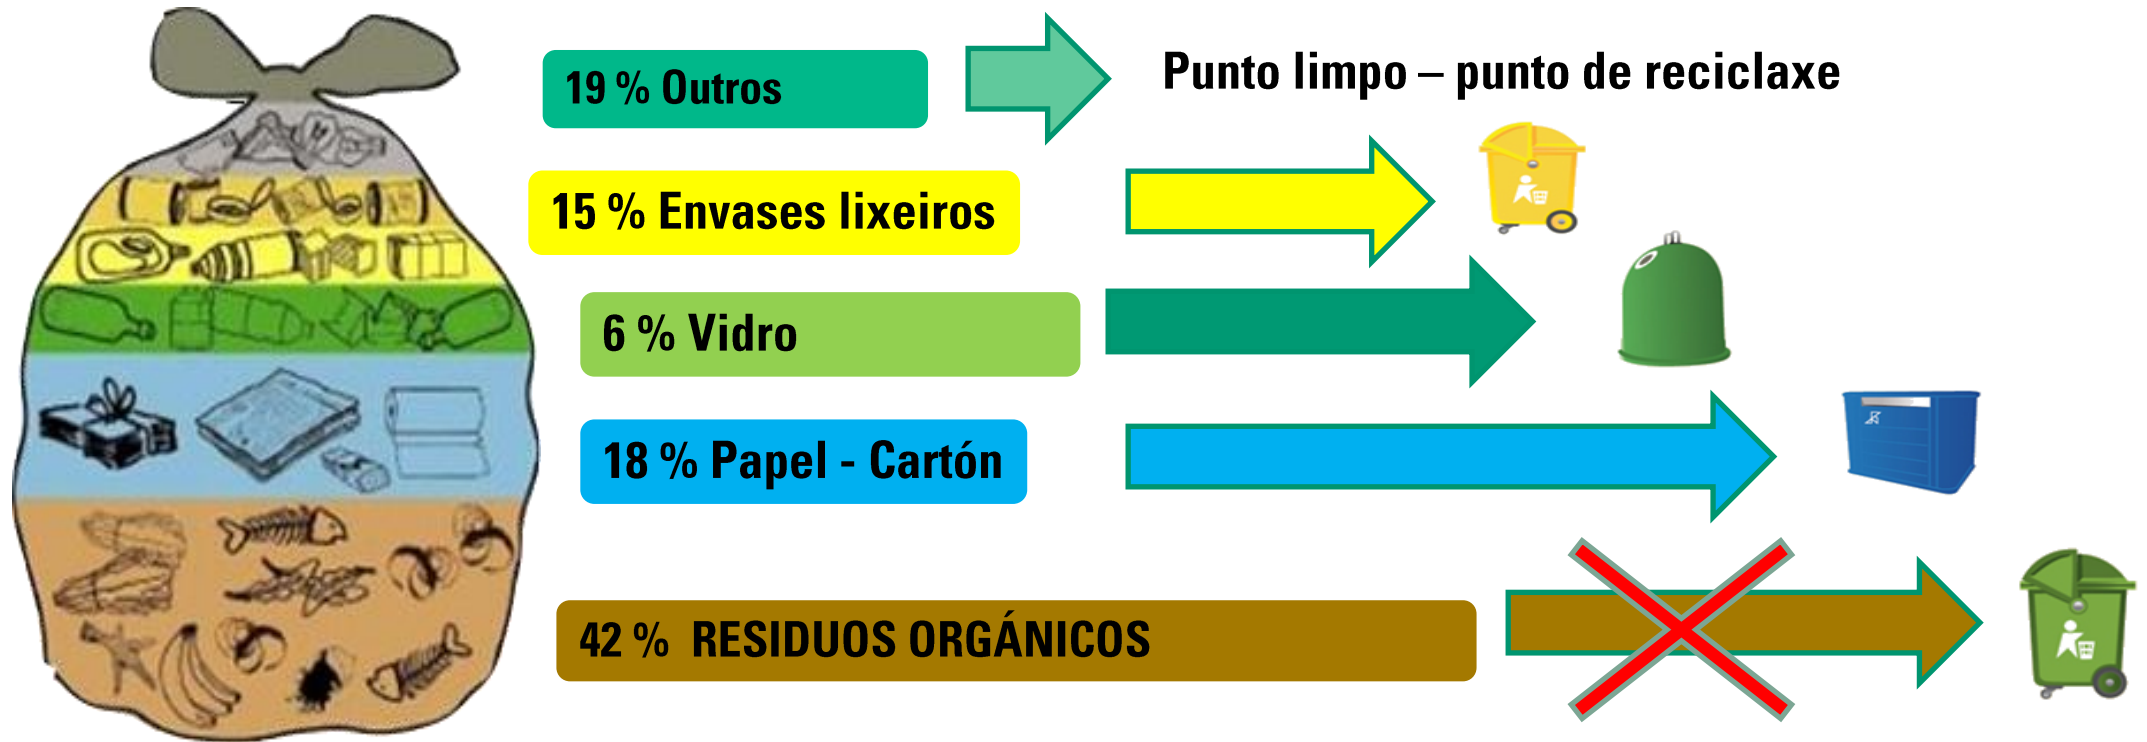 19 % Outros
Punto limpo – punto de reciclaxe
15 % Envases lixeiros
6 % Vidro
18 % Papel - Cartón
42 % RESIDUOS ORGÁNICOS